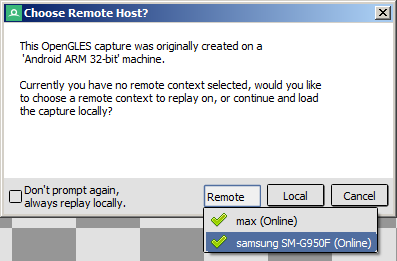 Choose Remote Host?
This OpenGLES capture was originally created on a
'Android ARM 32-bit' machine.
Currently you have no remote context selected, would you like
to choose a remote context to replay on, or continue and load
the capture locally?
Don't prompt again,
always replay locally.
Remote
Local
Cancel
max (Online)
samsung SM-G950F (Online)